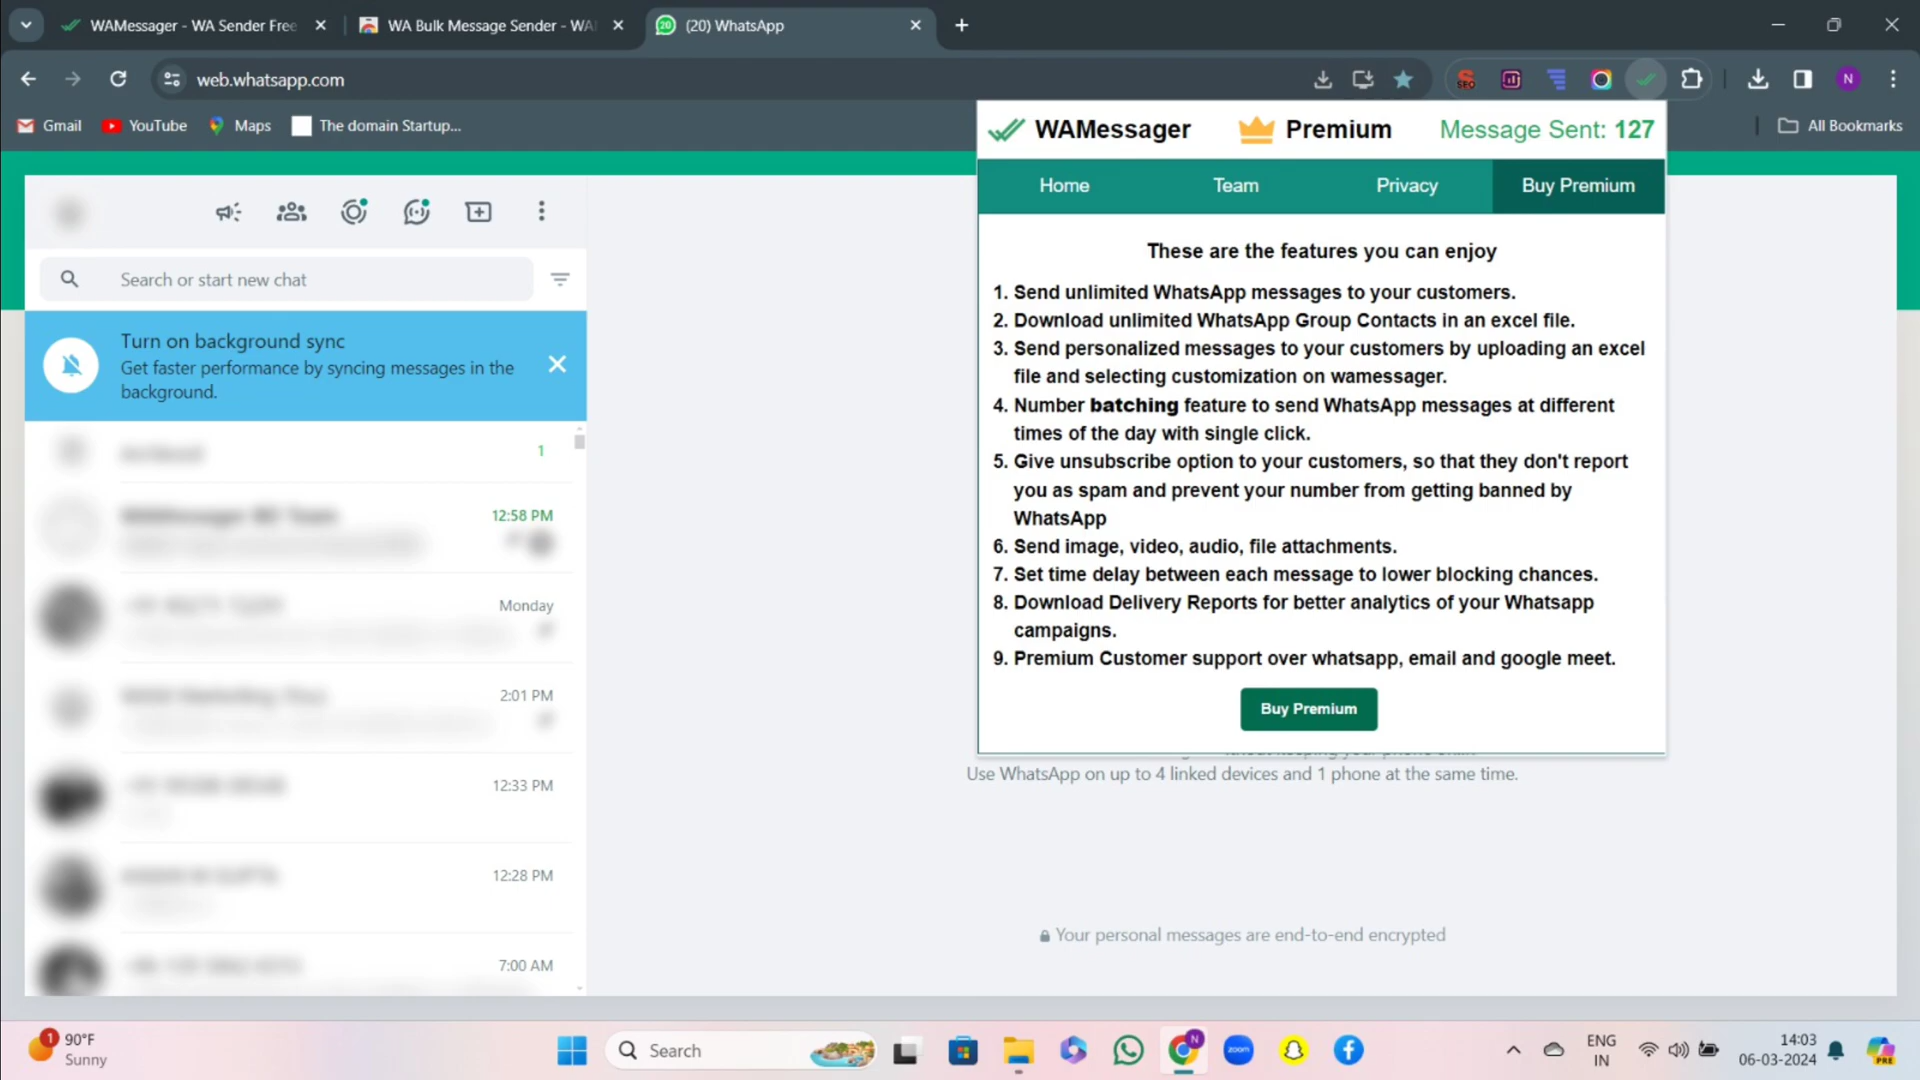 WAMessager - WA Sender Free
WA Bulk Message Sender - WA
(20) WhatsApp
web.whatsapp.com
SEO
N
Gmail
YouTube
Maps
The domain Startup...
All Bookmarks
WAMessager
Premium
Message Sent: 127
Home
Team
Privacy
Buy Premium
These are the features you can enjoy
1. Send unlimited WhatsApp messages to your customers.
2. Download unlimited WhatsApp Group Contacts in an excel file.
3. Send personalized messages to your customers by uploading an excel
file and selecting customization on wamessager.
4. Number batching feature to send WhatsApp messages at different
times of the day with single click.
5. Give unsubscribe option to your customers, so that they don't report
you as spam and prevent your number from getting banned by
WhatsApp
6. Send image, video, audio, file attachments.
7. Set time delay between each message to lower blocking chances.
8. Download Delivery Reports for better analytics of your Whatsapp
campaigns.
9. Premium Customer support over whatsapp, email and google meet.
Buy Premium
Search or start new chat
Turn on background sync
Get faster performance by syncing messages in the
background.
1
12:58 PM
Monday
2:01 PM
12:33 PM
12:28 PM
7:00 AM
Use WhatsApp on up to 4 linked devices and 1 phone at the same time.
Your personal messages are end-to-end encrypted
1
90°F
Sunny
Search
N
zoom
ENG
IN
14:03
06-03-2024
PRE